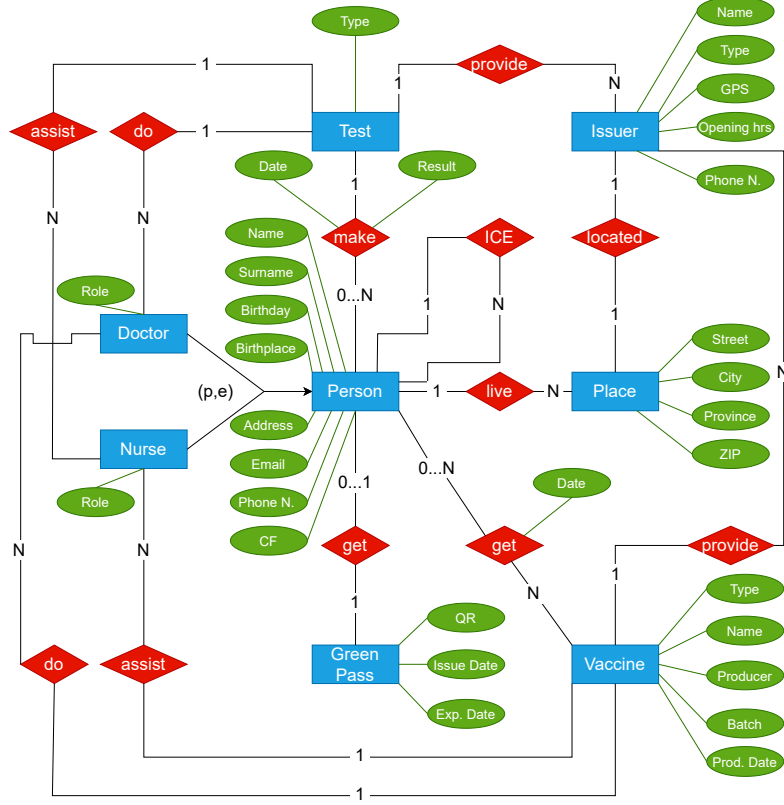 Name
Type
Type
provide
1
1
N
GPS
assist
do
1
Test
Issuer
Opening hrs
Date
Result
1
1
Phone N.
N
N
Name
make
ICE
located
Surname
Role
0...N
1
N
Birthday
1
Doctor
Street
Birthplace
City
N
(p,e)
Person
1
live
N
Place
Address
Province
Nurse
Email
0...1
0...N
ZIP
Role
Phone N.
Date
CF
get
get
provide
N
N
1
1
N
Type
QR
Name
do
assist
Green
Pass
Issue Date
Vaccine
Producer
Exp. Date
Batch
1
Prod. Date
1